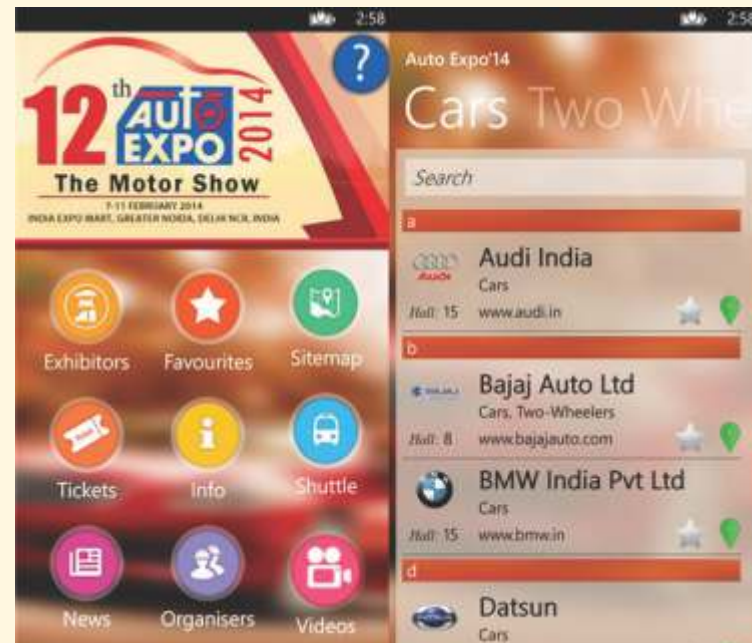 2:58
?
12th AUTO EXPO 2014
The Motor Show
7-11 FEBRUARY 2014
INDIA EXPO MART, GREATER NOIDA, DELHI NCR, INDIA
Exhibitors Favourites Sitemap
Tickets Info Shuttle
News Organisers Videos
2:58
Auto Expo'14
Cars Two Whe
Search
a
Audi India
Audi
Cars
Hall: 15 www.audi.in
b
Bajaj Auto Ltd
Cars, Two-Wheelers
Hall: 8 www.bajajauto.com
BMW India Pvt Ltd
Cars
Hall: 15 www.bmw.in
d
Datsun
Cars